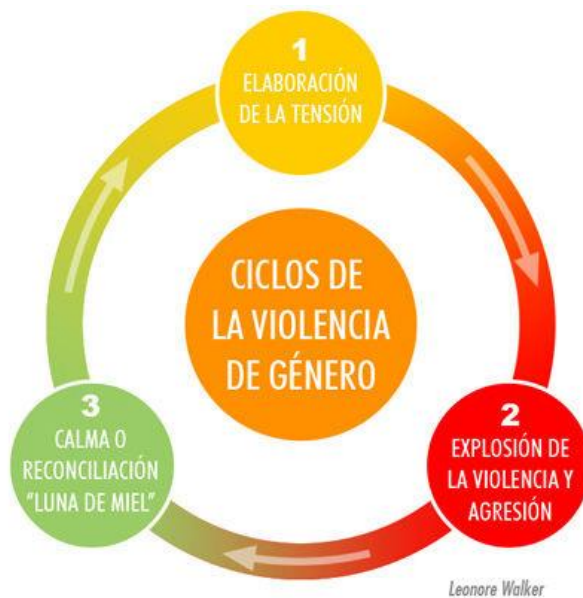 1
ELABORACIÓN
DE LA TENSIÓN
CICLOS DE
LA VIOLENCIA
DE GÉNERO
2
EXPLOSIÓN DE
LA VIOLENCIA Y
AGRESIÓN
3
CALMA O
RECONCILIACIÓN
"LUNA DE MIEL"
Leonore Walker